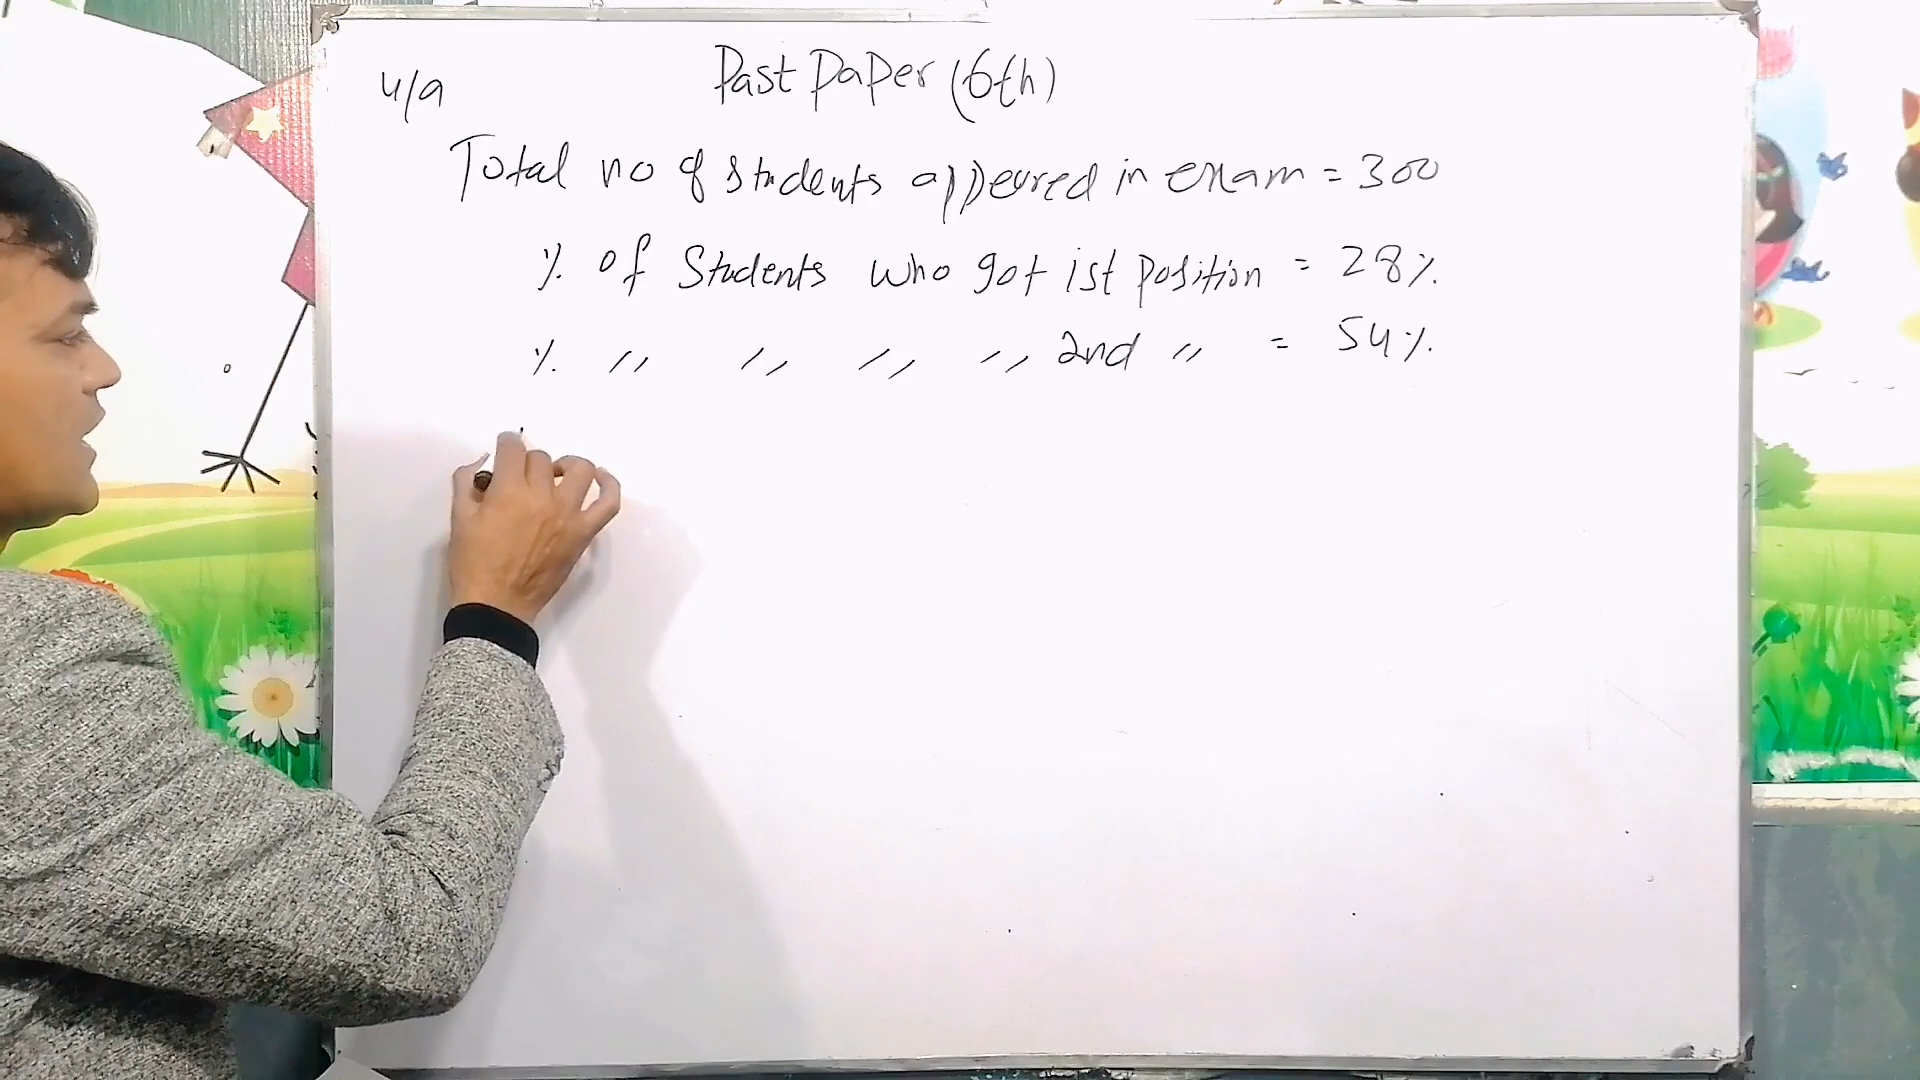 4/a
Past Paper (6th)
Total no of students appeared in exam = 300
% of Students who got ist position = 28%
% 〃 〃 〃 〃 2nd 〃 = 54%